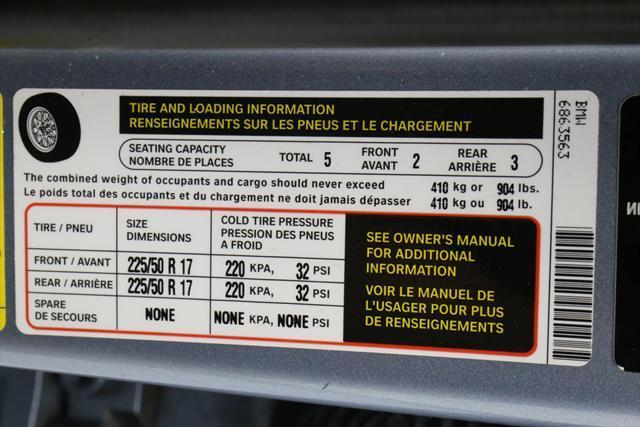 TIRE AND LOADING INFORMATION
RENSEIGNEMENTS SUR LES PNEUS ET LE CHARGEMENT
SEATING CAPACITY
NOMBRE DE PLACES
TOTAL 5
FRONT
AVANT 2
REAR
ARRIÈRE 3
The combined weight of occupants and cargo should never exceed 410 kg or 904 lbs.
Le poids total des occupants et du chargement ne doit jamais dépasser 410 kg ou 904 lb.
TIRE / PNEU
SIZE
DIMENSIONS
COLD TIRE PRESSURE
PRESSION DES PNEUS
A FROID
FRONT / AVANT 225/50 R 17 220 KPA, 32 PSI
REAR / ARRIÈRE 225/50 R 17 220 KPA, 32 PSI
SPARE
DE SECOURS
NONE NONE KPA, NONE PSI
SEE OWNER'S MANUAL
FOR ADDITIONAL
INFORMATION
VOIR LE MANUEL DE
L'USAGER POUR PLUS
DE RENSEIGNEMENTS
BMW
6863563